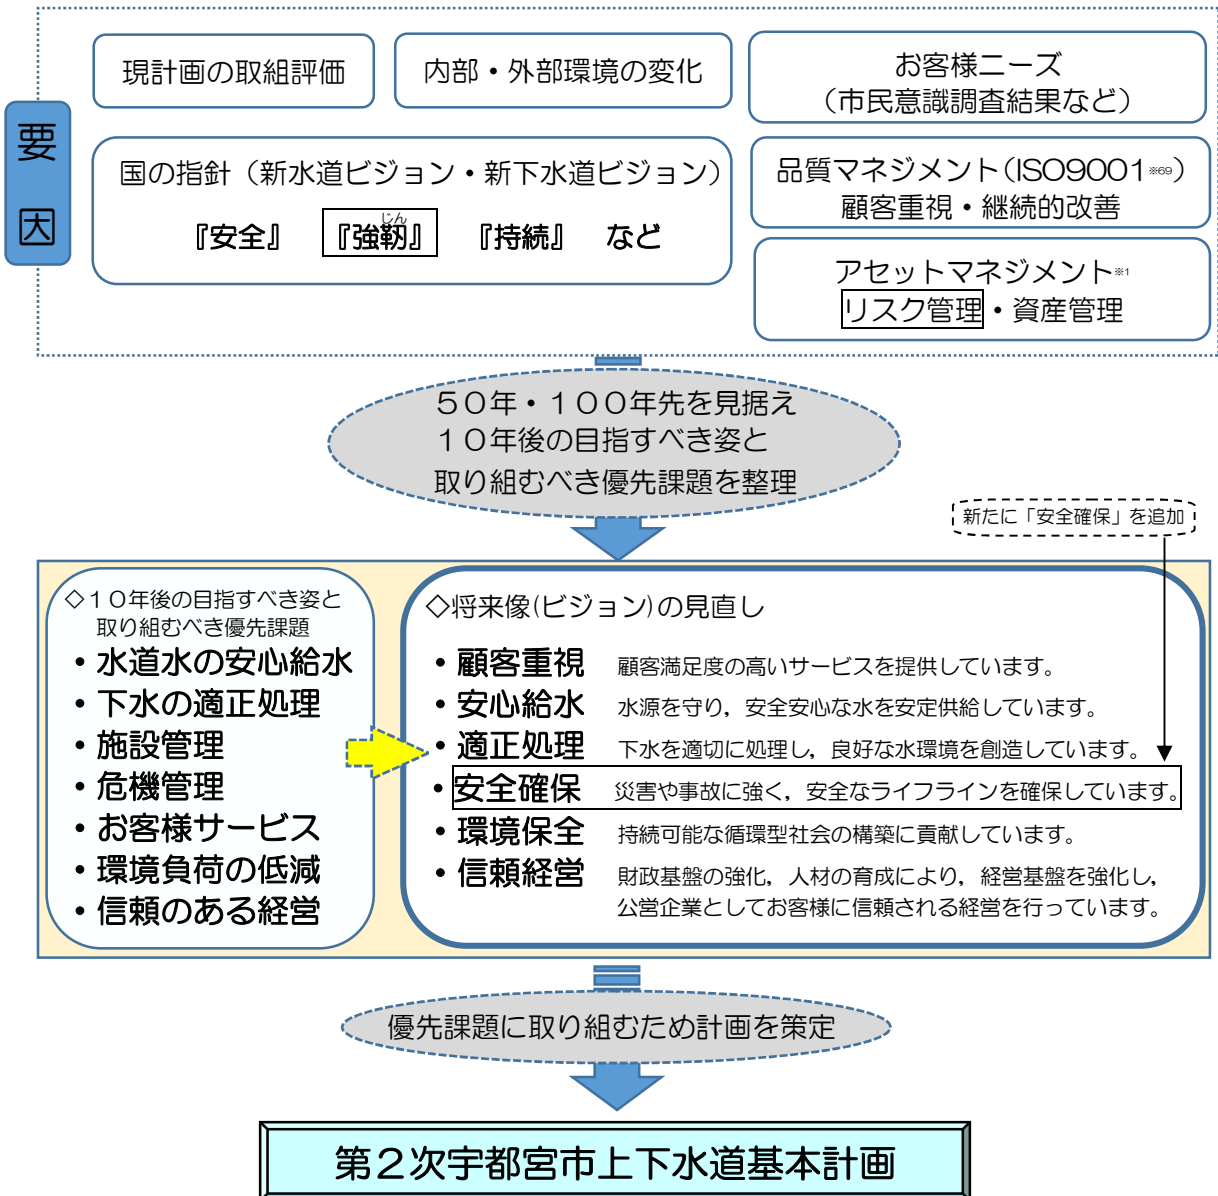 要因
現計画の取組評価
内部・外部環境の変化
お客様ニーズ
（市民意識調査結果など）
国の指針（新水道ビジョン・新下水道ビジョン）
じん
『安全』 『強靭』 『持続』 など
品質マネジメント（ISO9001※69）
顧客重視・継続的改善
アセットマネジメント※1
リスク管理・資産管理
５０年・１００年先を見据え
１０年後の目指すべき姿と
取り組むべき優先課題を整理
新たに「安全確保」を追加
◇１０年後の目指すべき姿と
取り組むべき優先課題
・水道水の安心給水
・下水の適正処理
・施設管理
・危機管理
・お客様サービス
・環境負荷の低減
・信頼のある経営
◇将来像(ビジョン)の見直し
・顧客重視 顧客満足度の高いサービスを提供しています。
・安心給水 水源を守り，安全安心な水を安定供給しています。
・適正処理 下水を適切に処理し，良好な水環境を創造しています。
・安全確保 災害や事故に強く，安全なライフラインを確保しています。
・環境保全 持続可能な循環型社会の構築に貢献しています。
・信頼経営 財政基盤の強化，人材の育成により，経営基盤を強化し，
公営企業としてお客様に信頼される経営を行っています。
優先課題に取り組むため計画を策定
第２次宇都宮市上下水道基本計画